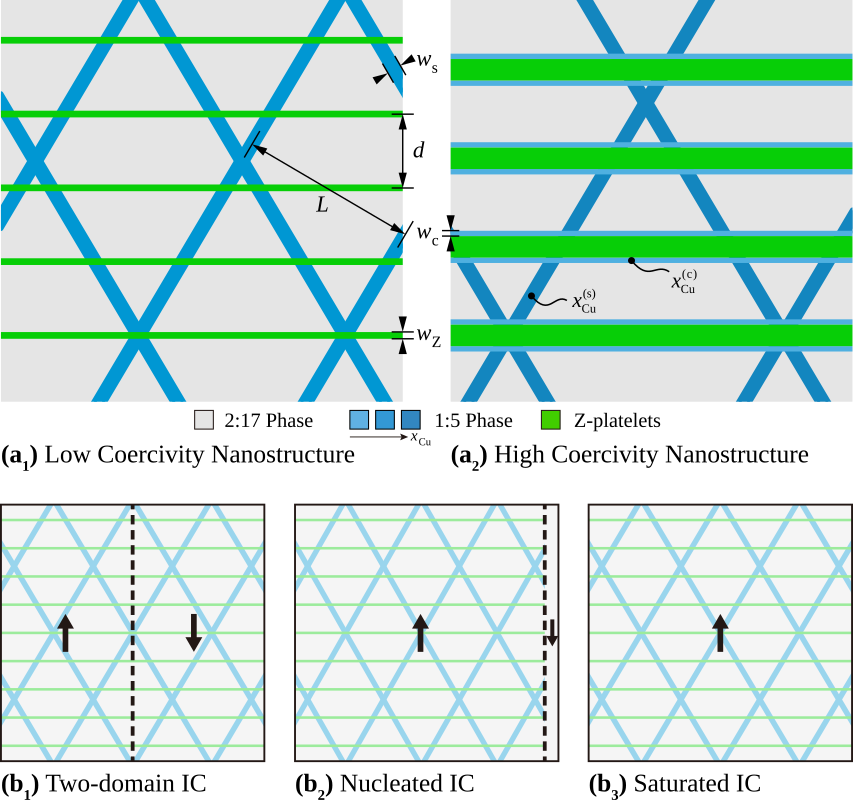 w_s
d
L
w_c
x_Cu^(c)
x_Cu^(s)
w_Z
2:17 Phase
1:5 Phase
Z-platelets
x_Cu
(a_1) Low Coercivity Nanostructure
(a_2) High Coercivity Nanostructure
(b_1) Two-domain IC
(b_2) Nucleated IC
(b_3) Saturated IC